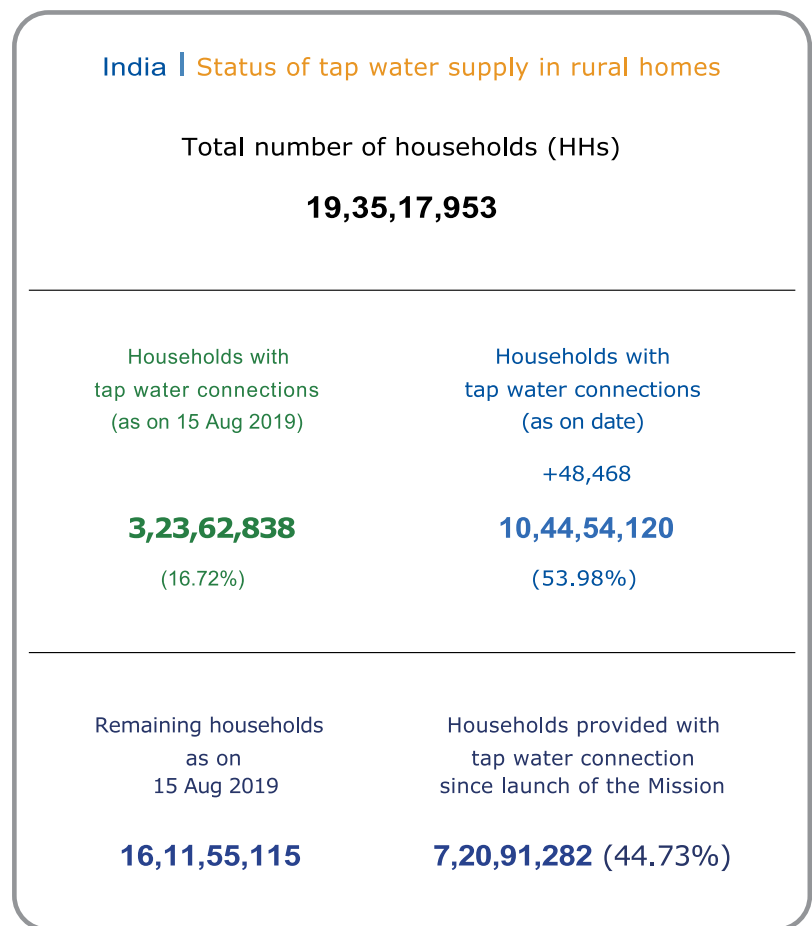 India | Status of tap water supply in rural homes
Total number of households (HHs)
19,35,17,953
Households with
tap water connections
(as on 15 Aug 2019)
3,23,62,838
(16.72%)
Households with
tap water connections
(as on date)
+48,468
10,44,54,120
(53.98%)
Remaining households
as on
15 Aug 2019
16,11,55,115
Households provided with
tap water connection
since launch of the Mission
7,20,91,282 (44.73%)